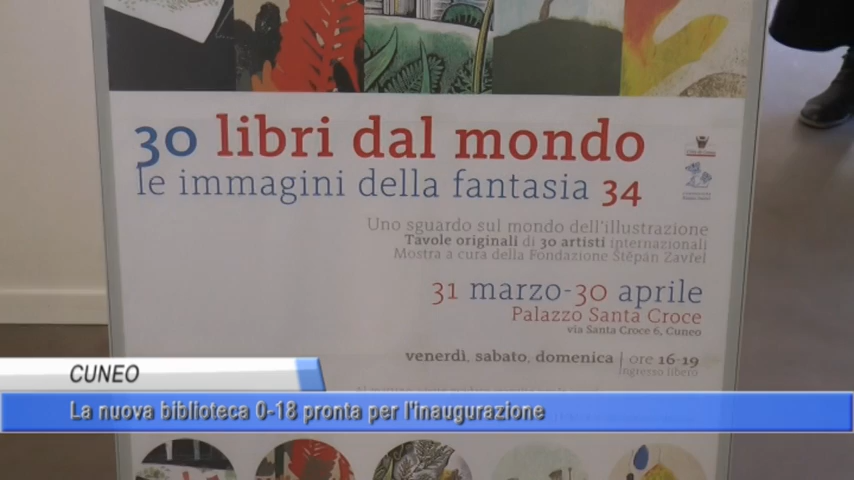 30 libri dal mondo
le immagini della fantasia 34
Uno sguardo sul mondo dell'illustrazione
Tavole originali di 30 artisti internazionali
Mostra a cura della Fondazione Štěpán Zavřel
31 marzo-30 aprile
Palazzo Santa Croce
via Santa Croce 6, Cuneo
venerdì, sabato, domenica | ore 16-19
ingresso libero
CUNEO
La nuova biblioteca 0-18 pronta per l'inaugurazione